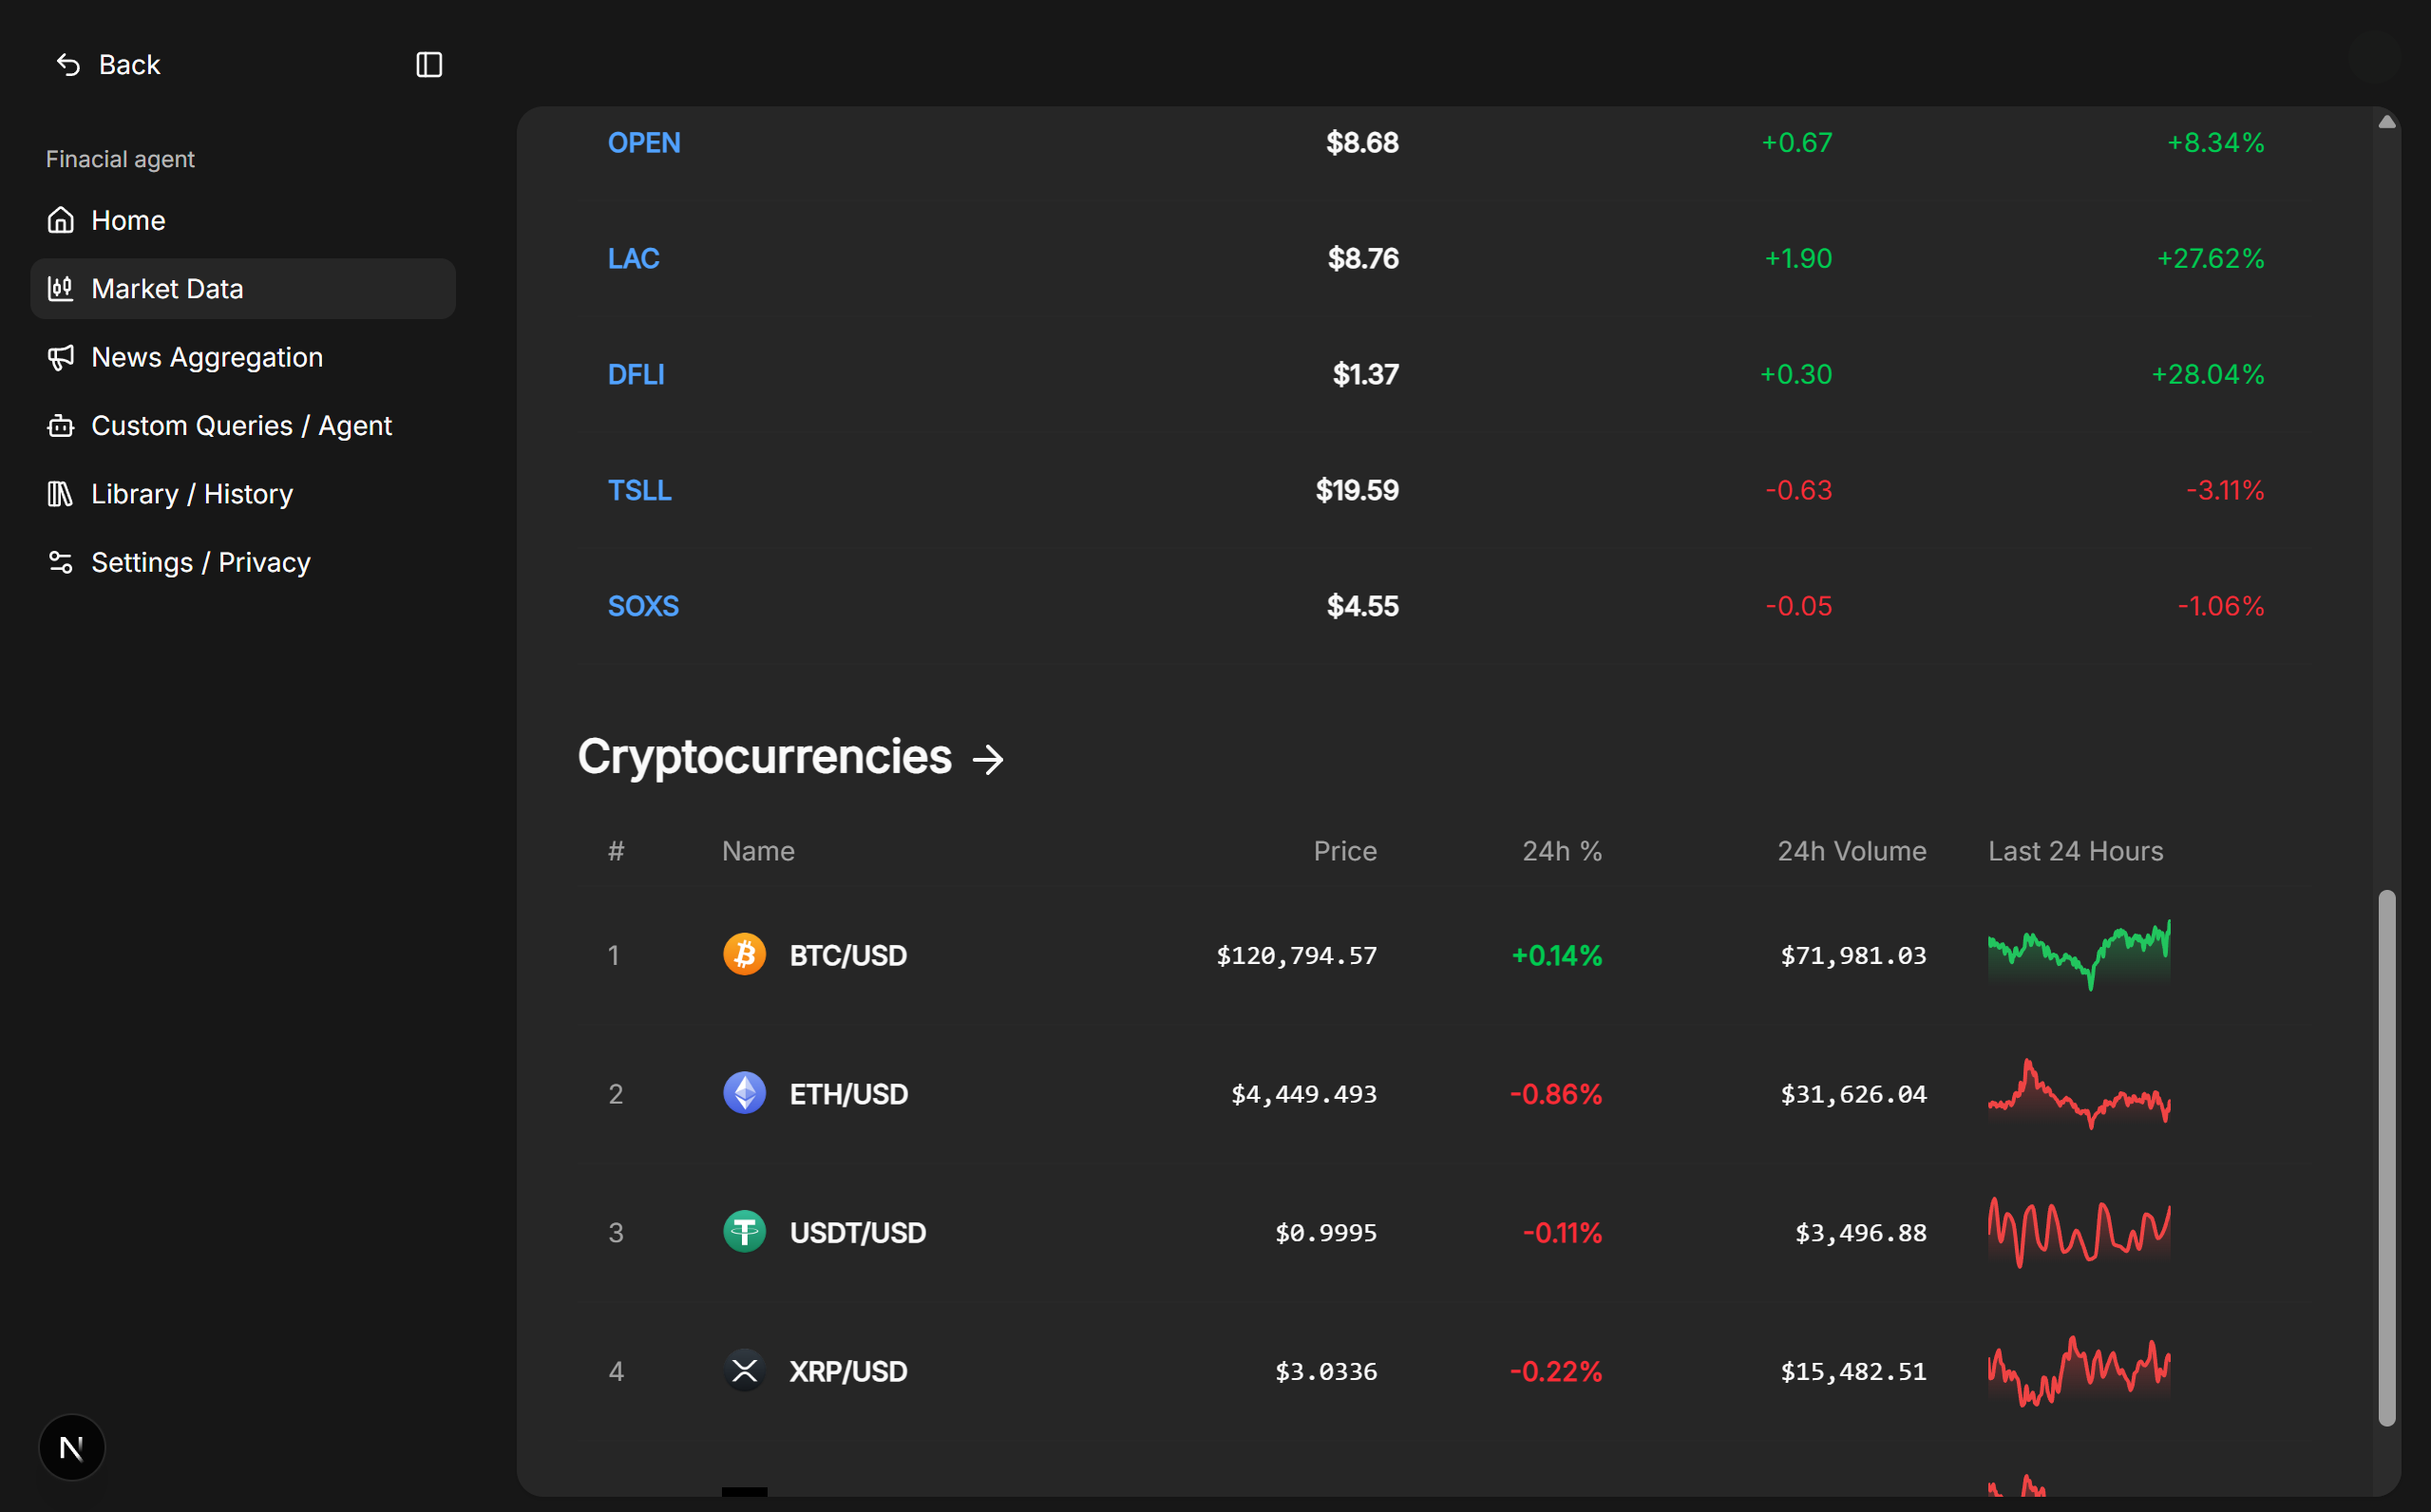 Back
Finacial agent
Home
Market Data
News Aggregation
Custom Queries / Agent
Library / History
Settings / Privacy
N
OPEN $8.68 +0.67 +8.34%
LAC $8.76 +1.90 +27.62%
DFLI $1.37 +0.30 +28.04%
TSLL $19.59 -0.63 -3.11%
SOXS $4.55 -0.05 -1.06%
Cryptocurrencies →
# Name Price 24h % 24h Volume Last 24 Hours
1 BTC/USD $120,794.57 +0.14% $71,981.03
2 ETH/USD $4,449.493 -0.86% $31,626.04
3 USDT/USD $0.9995 -0.11% $3,496.88
4 XRP/USD $3.0336 -0.22% $15,482.51